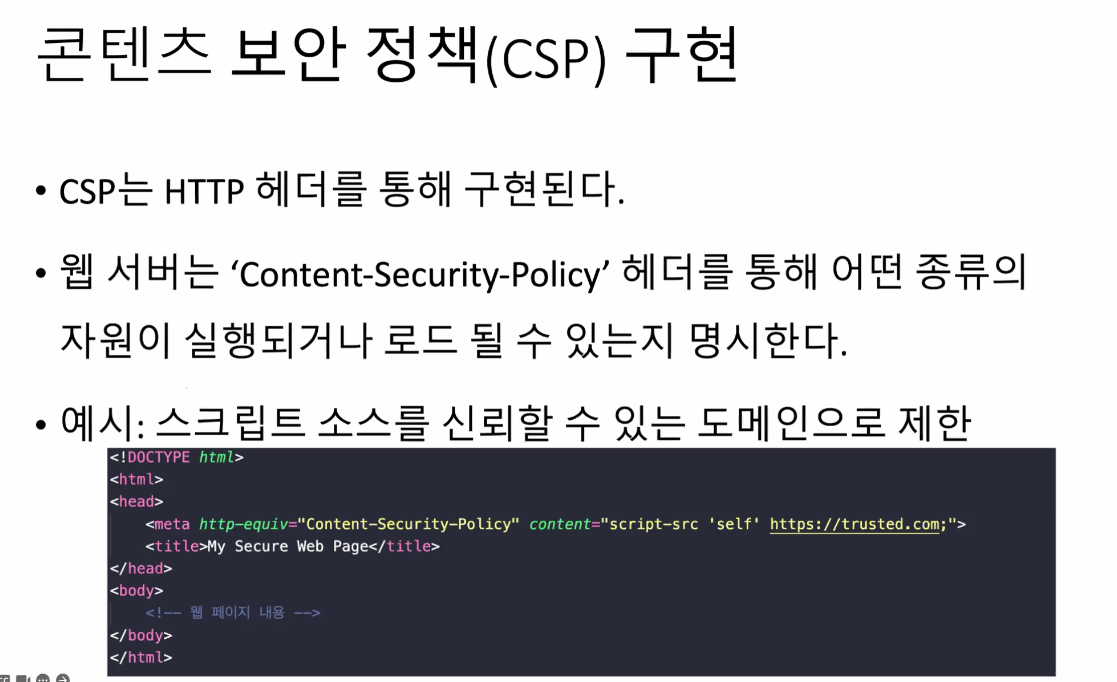 콘텐츠 보안 정책(CSP) 구현
• CSP는 HTTP 헤더를 통해 구현된다.
• 웹 서버는 ‘Content-Security-Policy’ 헤더를 통해 어떤 종류의
자원이 실행되거나 로드 될 수 있는지 명시한다.
• 예시: 스크립트 소스를 신뢰할 수 있는 도메인으로 제한
<!DOCTYPE html>
<html>
<head>
    <meta http-equiv="Content-Security-Policy" content="script-src 'self' https://trusted.com;">
    <title>My Secure Web Page</title>
</head>
<body>
    <!-- 웹 페이지 내용 -->
</body>
</html>